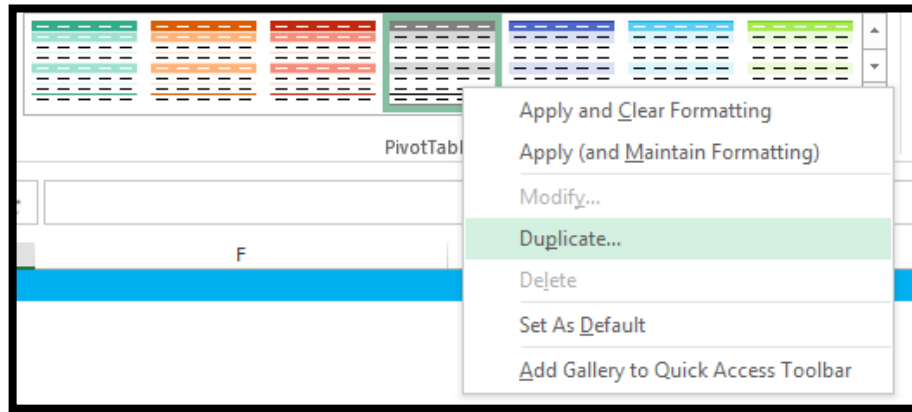 Apply and Clear Formatting
PivotTabl
Apply (and Maintain Formatting)
Modify...
Duplicate...
F
Delete
Set As Default
Add Gallery to Quick Access Toolbar